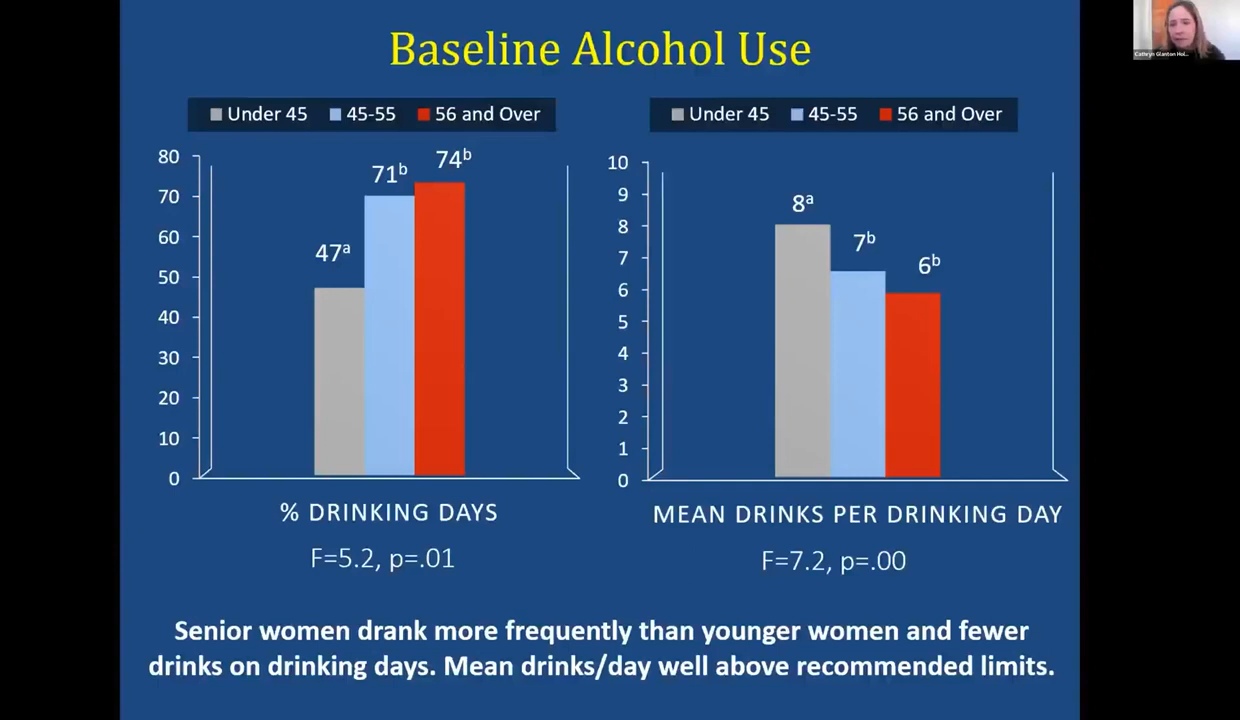 Baseline Alcohol Use
Cathryn Glanton Hol...
Under 45 45-55 56 and Over
80
70
60
50
40
30
20
10
0
47ᵃ
71ᵇ
74ᵇ
% DRINKING DAYS
F=5.2, p=.01
Under 45 45-55 56 and Over
10
9
8
7
6
5
4
3
2
1
0
8ᵃ
7ᵇ
6ᵇ
MEAN DRINKS PER DRINKING DAY
F=7.2, p=.00
Senior women drank more frequently than younger women and fewer
drinks on drinking days. Mean drinks/day well above recommended limits.